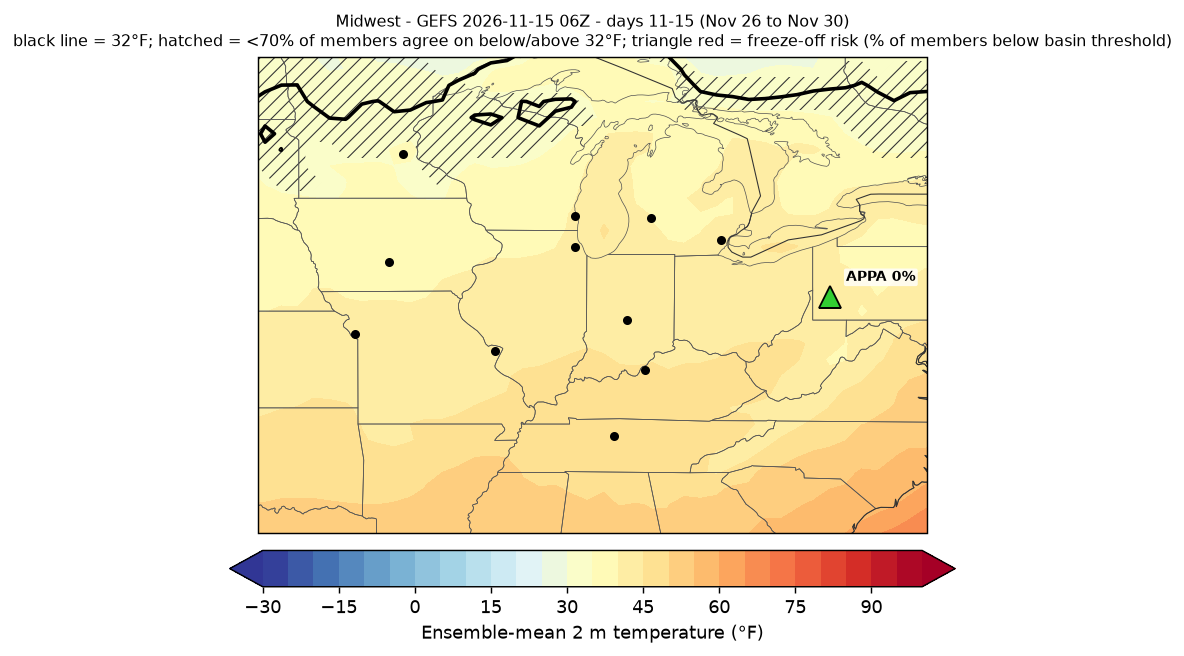 Midwest - GEFS 2026-11-15 06Z - days 11-15 (Nov 26 to Nov 30)
black line = 32°F; hatched = <70% of members agree on below/above 32°F; triangle red = freeze-off risk (% of members below basin threshold)
APPA 0%
−30 −15 0 15 30 45 60 75 90
Ensemble-mean 2 m temperature (°F)